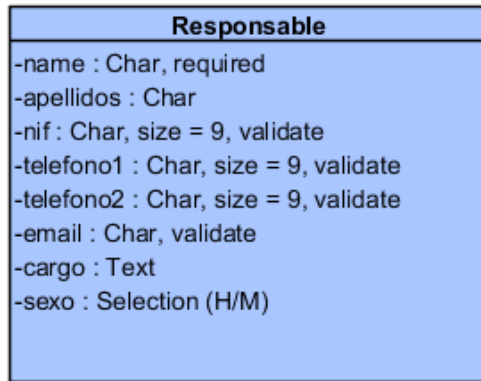 Responsable
-name : Char, required
-apellidos : Char
-nif : Char, size = 9, validate
-telefono1 : Char, size = 9, validate
-telefono2 : Char, size = 9, validate
-email : Char, validate
-cargo : Text
-sexo : Selection (H/M)